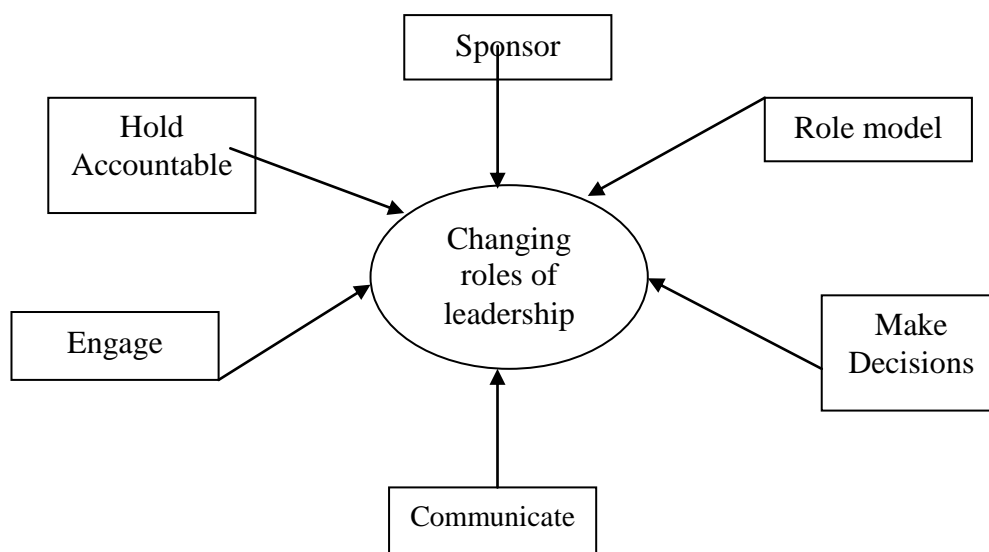 Sponsor
Hold
Accountable
Role model
Changing
roles of
leadership
Engage
Make
Decisions
Communicate